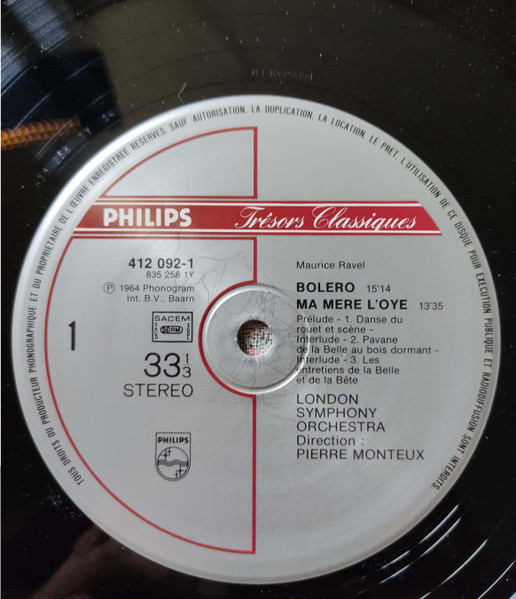 TOUS DROITS DU PRODUCTEUR PHONOGRAPHIQUE ET DU PROPRIETAIRE DE L'ŒUVRE ENREGISTREE RESERVES. SAUF AUTORISATION, LA DUPLICATION, LA LOCATION, LE PRET, L'UTILISATION DE CE DISQUE POUR EXECUTION PUBLIQUE ET RADIODIFFUSION SONT INTERDITS.
PHILIPS Trésors Classiques
412 092-1
835 258 1Y
Ⓟ 1964 Phonogram
Int. B.V., Baarn
SACEM
1
33 1/3
STEREO
PHILIPS
Maurice Ravel
BOLERO 15'14
MA MERE L'OYE 13'35
Prélude - 1. Danse du
rouet et scène -
Interlude - 2. Pavane
de la Belle au bois dormant -
Interlude - 3. Les
entretiens de la Belle
et de la Bête
LONDON
SYMPHONY
ORCHESTRA
Direction :
PIERRE MONTEUX